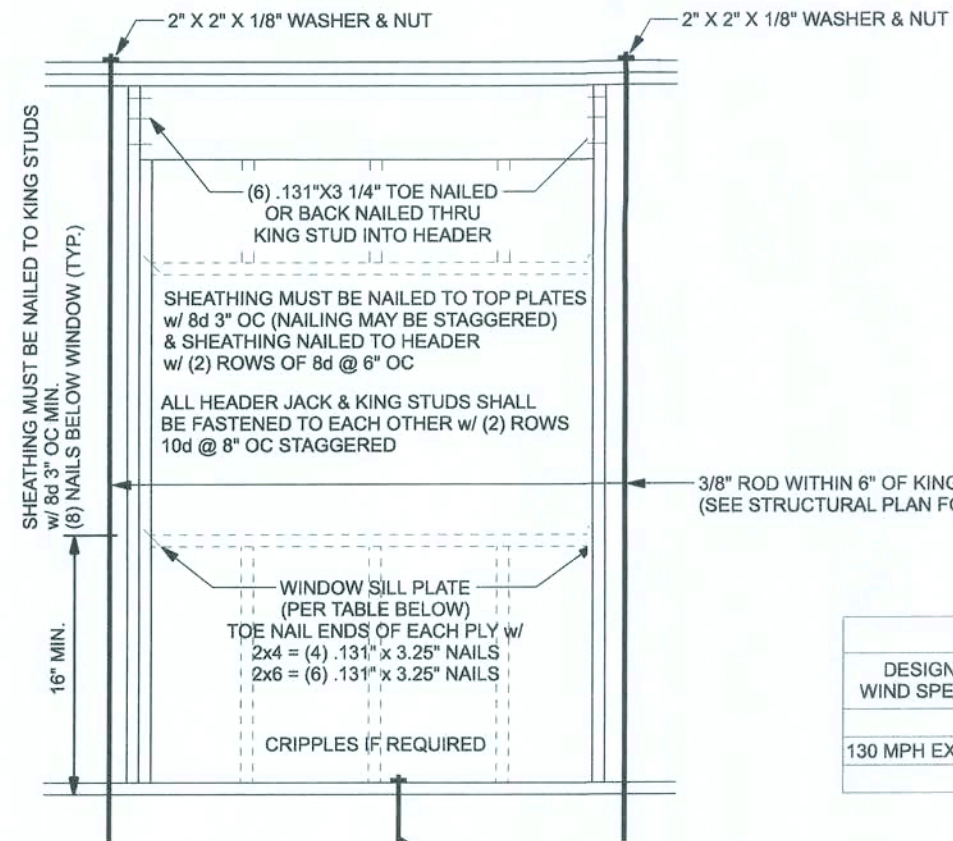 2" X 2" X 1/8" WASHER & NUT
2" X 2" X 1/8" WASHER & NUT
SHEATHING MUST BE NAILED TO KING STUDS
w/ 8d 3" OC MIN.
(8) NAILS BELOW WINDOW (TYP.)
(6) .131"X3 1/4" TOE NAILED
OR BACK NAILED THRU
KING STUD INTO HEADER
SHEATHING MUST BE NAILED TO TOP PLATES
w/ 8d 3" OC (NAILING MAY BE STAGGERED)
& SHEATHING NAILED TO HEADER
w/ (2) ROWS OF 8d @ 6" OC
ALL HEADER JACK & KING STUDS SHALL
BE FASTENED TO EACH OTHER w/ (2) ROWS
10d @ 8" OC STAGGERED
3/8" ROD WITHIN 6" OF KING
(SEE STRUCTURAL PLAN
16" MIN.
WINDOW SILL PLATE
(PER TABLE BELOW)
TOE NAIL ENDS OF EACH PLY w/
2x4 = (4) .131" x 3.25" NAILS
2x6 = (6) .131" x 3.25" NAILS
CRIPPLES IF REQUIRED
DESIGN
WIND SPE
130 MPH EX